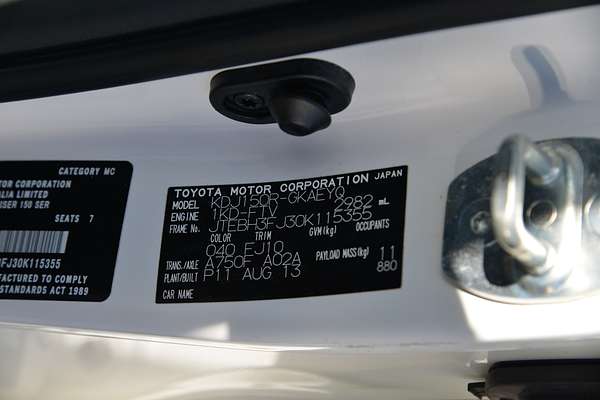 CATEGORY MC
A MOTOR CORPORATION
LIA LIMITED
ISER 150 SER
SEATS 7
FJ30K115355
FACTURED TO COMPLY
STANDARDS ACT 1989
TOYOTA MOTOR CORPORATION JAPAN
MODEL KDJ150R-GKAEYQ
ENGINE 1KD-FTV 2982 mL
FRAME No. JTEBH3FJ30K115355
COLOR TRIM GVM(kg) OCCUPANTS
040 FJ10
TRANS./AXLE A750F A02A PAYLOAD MASS(kg) 11
PLANT/BUILT P11 AUG 13 880
CAR NAME